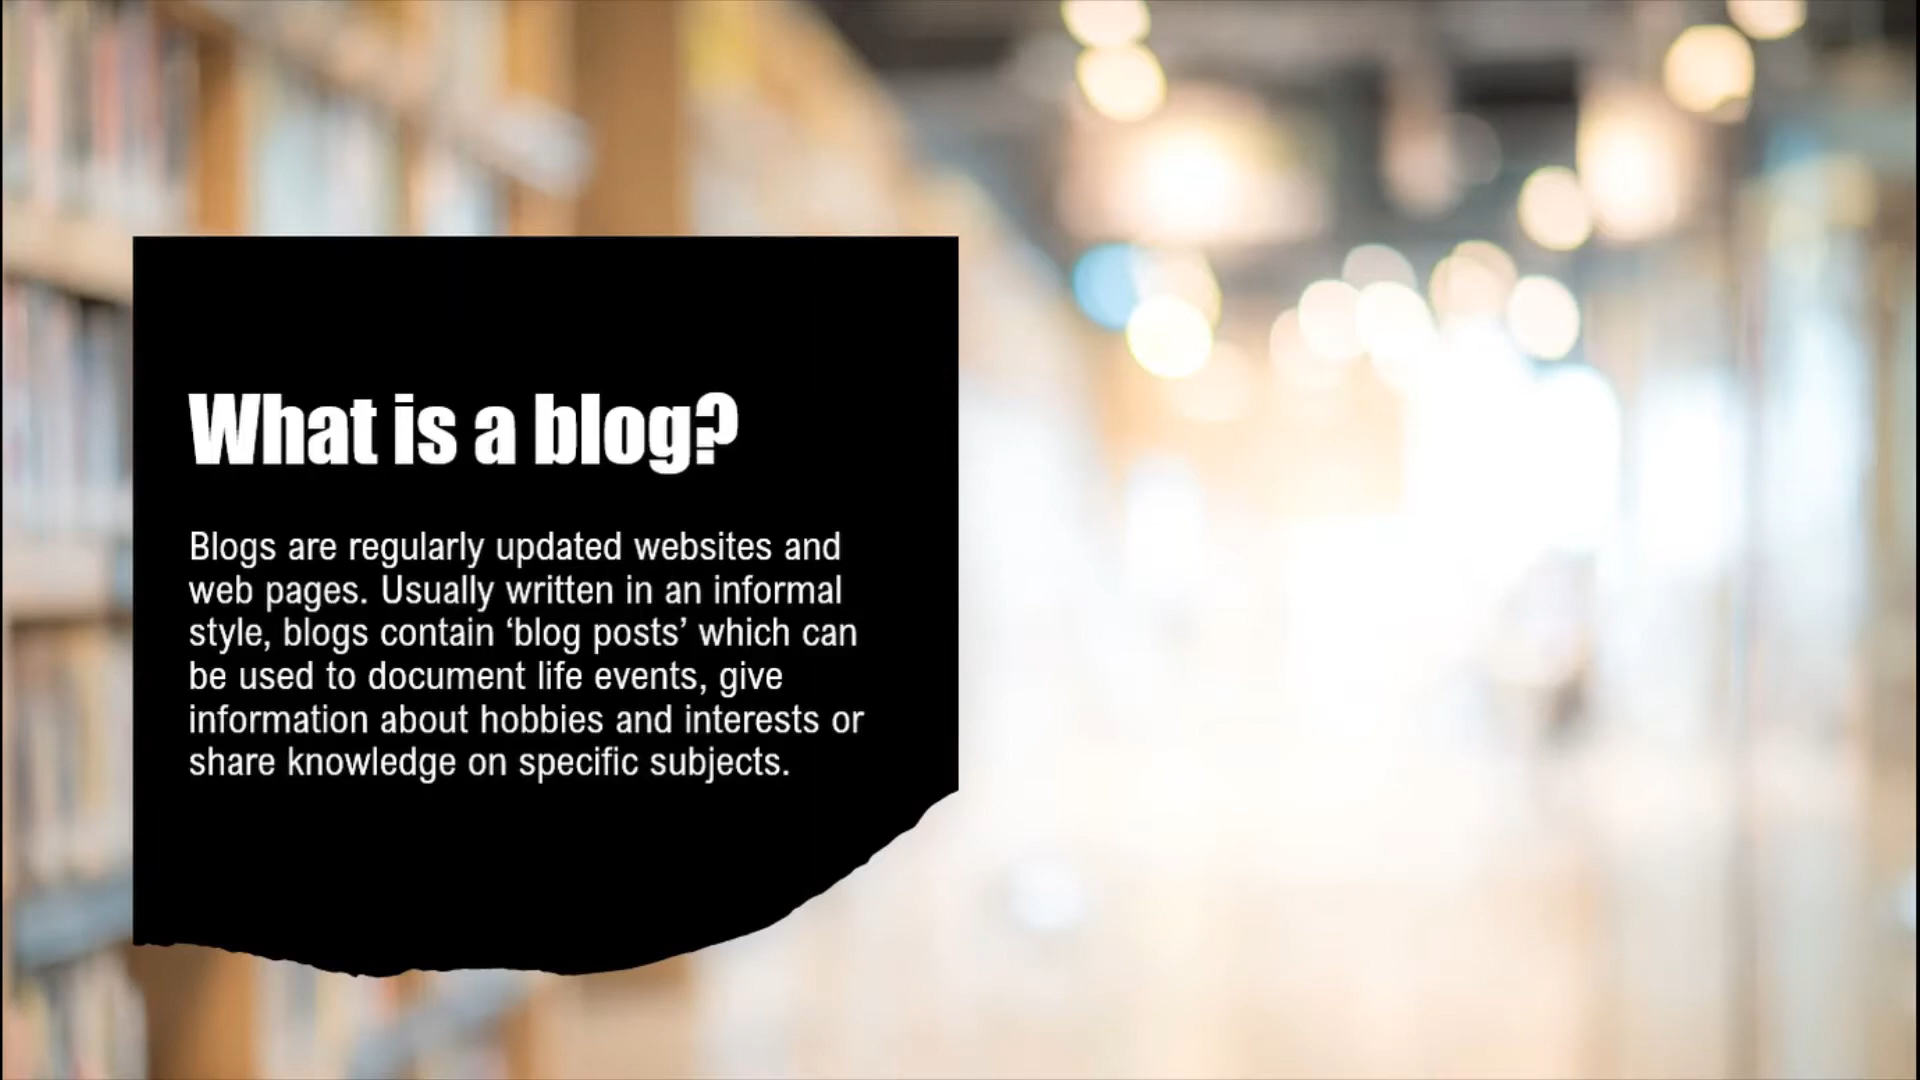 What is a blog?
Blogs are regularly updated websites and
web pages. Usually written in an informal
style, blogs contain ‘blog posts’ which can
be used to document life events, give
information about hobbies and interests or
share knowledge on specific subjects.